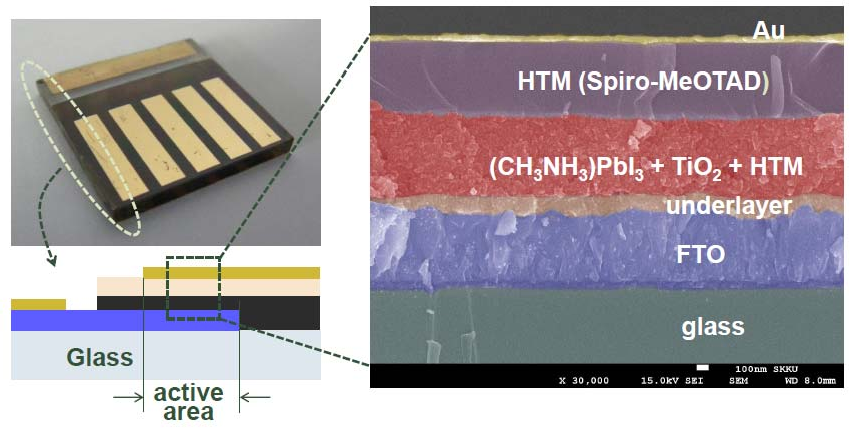 Au
HTM (Spiro-MeOTAD)
(CH₃NH₃)PbI₃ + TiO₂ + HTM
underlayer
FTO
glass
100nm SKKU
X 30,000 15.0kV SEI SEM WD 8.0mm
Glass
active
area